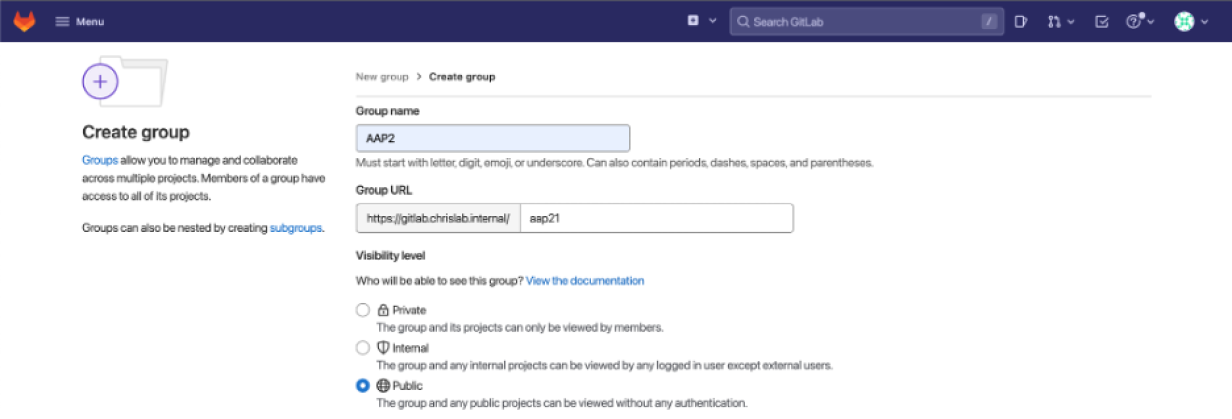 Menu
Search GitLab /
New group > Create group
Group name
AAP2
Must start with letter, digit, emoji, or underscore. Can also contain periods, dashes, spaces, and parentheses.
Create group
Groups allow you to manage and collaborate
across multiple projects. Members of a group have
access to all of its projects.
Groups can also be nested by creating subgroups.
Group URL
https://gitlab.chrislab.internal/ aap21
Visibility level
Who will be able to see this group? View the documentation
Private
The group and its projects can only be viewed by members.
Internal
The group and any internal projects can be viewed by any logged in user except external users.
Public
The group and any public projects can be viewed without any authentication.